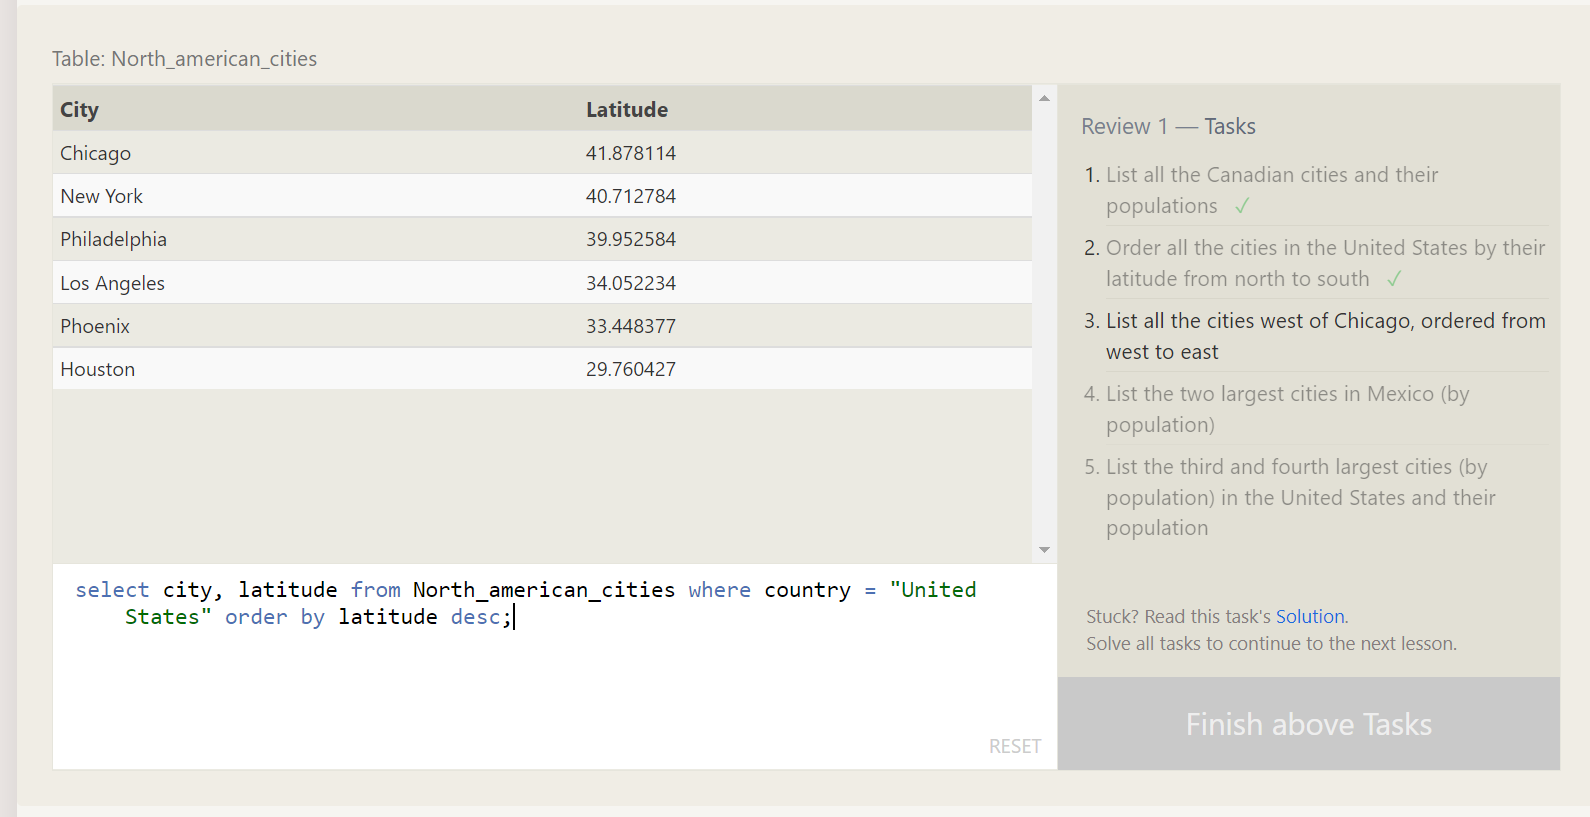 Table: North_american_cities
City Latitude
Chicago 41.878114
New York 40.712784
Philadelphia 39.952584
Los Angeles 34.052234
Phoenix 33.448377
Houston 29.760427
select city, latitude from North_american_cities where country = "United
States" order by latitude desc;
RESET
Review 1 — Tasks
1. List all the Canadian cities and their
populations ✓
2. Order all the cities in the United States by their
latitude from north to south ✓
3. List all the cities west of Chicago, ordered from
west to east
4. List the two largest cities in Mexico (by
population)
5. List the third and fourth largest cities (by
population) in the United States and their
population
Stuck? Read this task's Solution.
Solve all tasks to continue to the next lesson.
Finish above Tasks